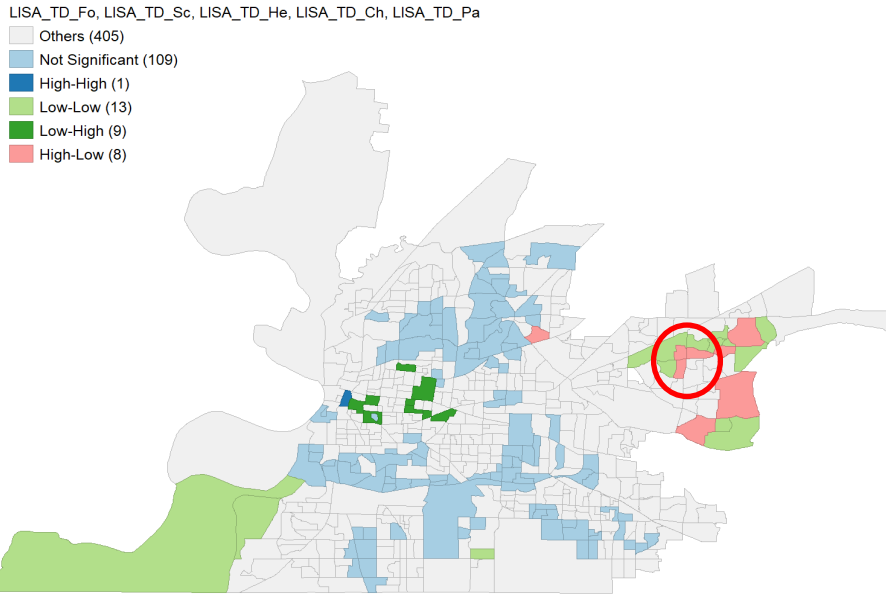 LISA_TD_Fo, LISA_TD_Sc, LISA_TD_He, LISA_TD_Ch, LISA_TD_Pa
Others (405)
Not Significant (109)
High-High (1)
Low-Low (13)
Low-High (9)
High-Low (8)